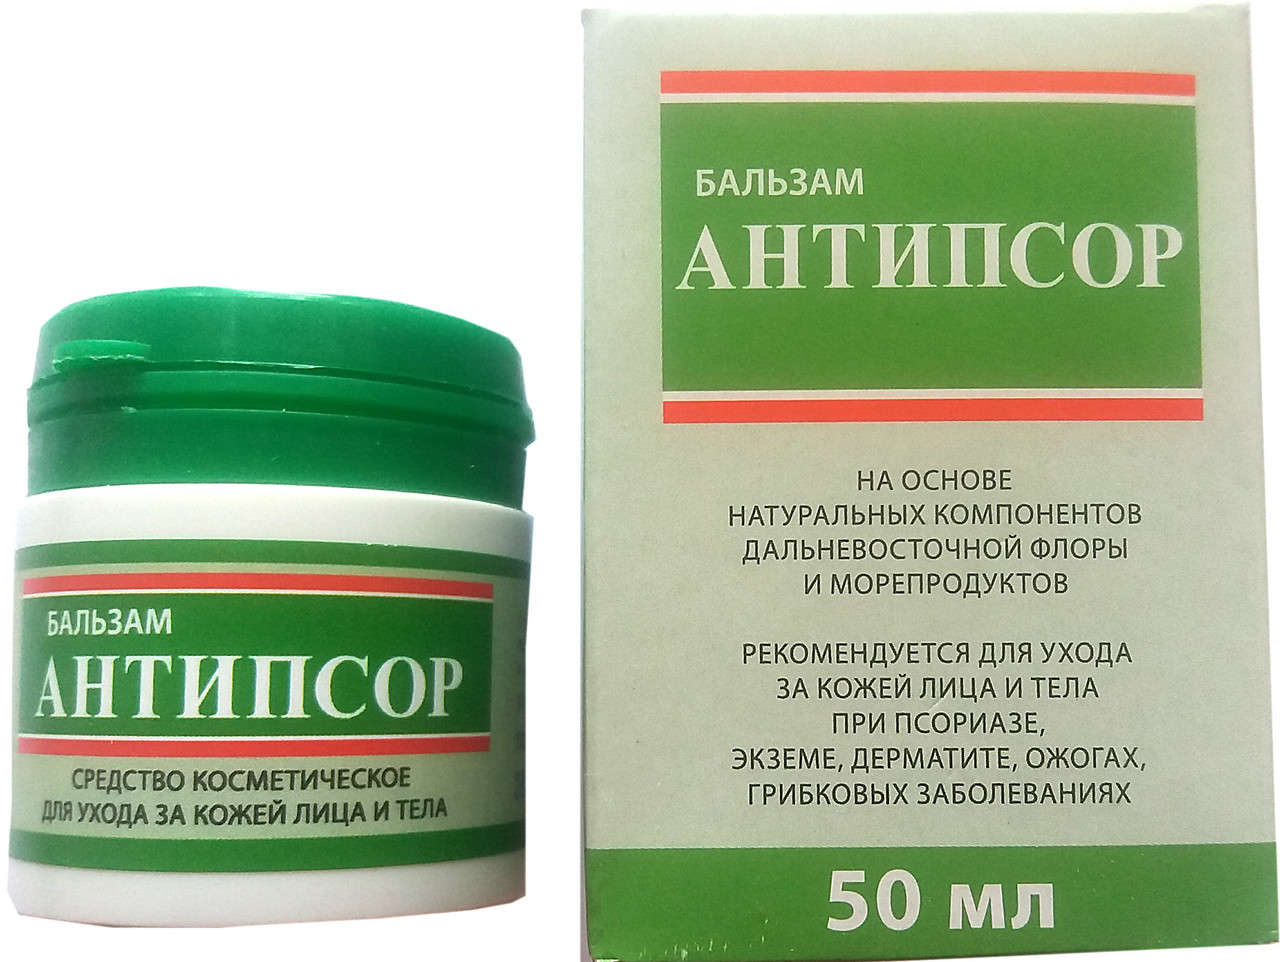 БАЛЬЗАМ
АНТИПСОР
СРЕДСТВО КОСМЕТИЧЕСКОЕ
ДЛЯ УХОДА ЗА КОЖЕЙ ЛИЦА И ТЕЛА
БАЛЬЗАМ
АНТИПСОР
НА ОСНОВЕ
НАТУРАЛЬНЫХ КОМПОНЕНТОВ
ДАЛЬНЕВОСТОЧНОЙ ФЛОРЫ
И МОРЕПРОДУКТОВ
РЕКОМЕНДУЕТСЯ ДЛЯ УХОДА
ЗА КОЖЕЙ ЛИЦА И ТЕЛА
ПРИ ПСОРИАЗЕ,
ЭКЗЕМЕ, ДЕРМАТИТЕ, ОЖОГАХ,
ГРИБКОВЫХ ЗАБОЛЕВАНИЯХ
50 мл